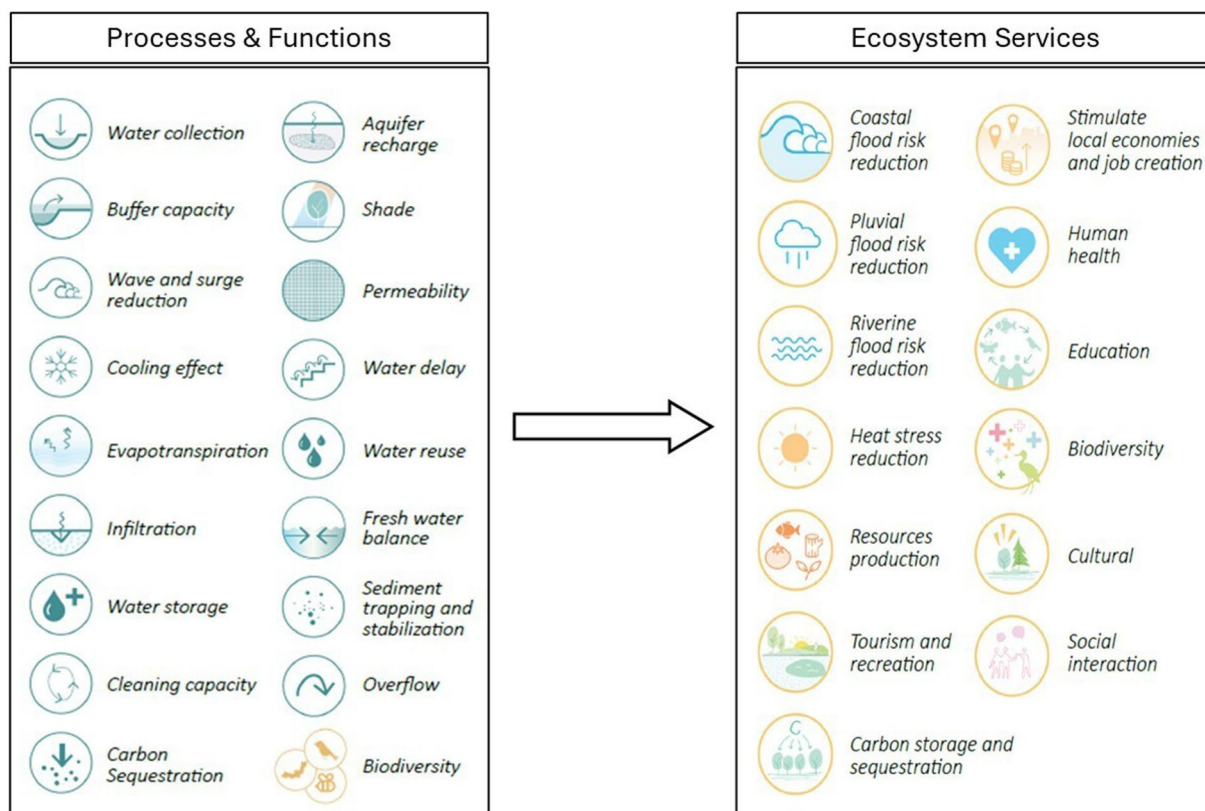 Processes & Functions
Water collection
Aquifer
recharge
Buffer capacity
Shade
Wave and surge
reduction
Permeability
Cooling effect
Water delay
Evapotranspiration
Water reuse
Infiltration
Fresh water
balance
Water storage
Sediment
trapping and
stabilization
Cleaning capacity
Overflow
Carbon
Sequestration
Biodiversity
Ecosystem Services
Coastal
flood risk
reduction
Stimulate
local economies
and job creation
Pluvial
flood risk
reduction
Human
health
Riverine
flood risk
reduction
Education
Heat stress
reduction
Biodiversity
Resources
production
Cultural
Tourism and
recreation
Social
interaction
C
Carbon storage and
sequestration